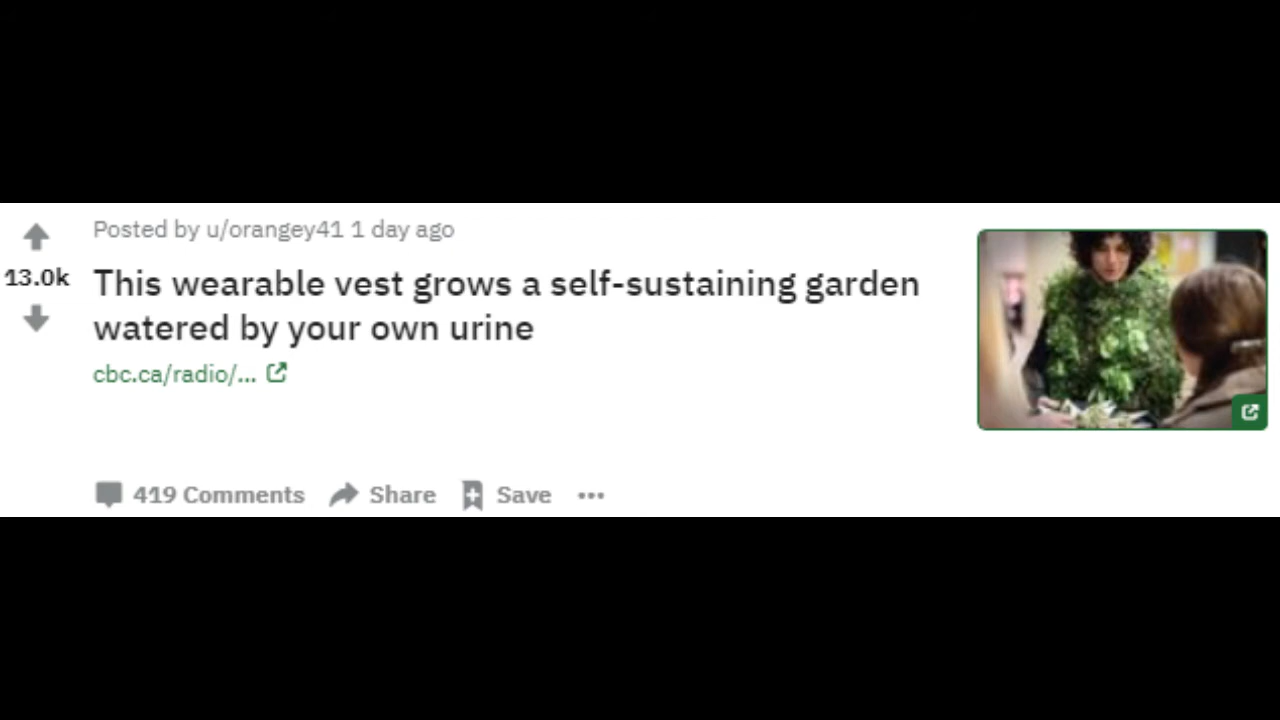 Posted by u/orangey41 1 day ago
13.0k
This wearable vest grows a self-sustaining garden
watered by your own urine
cbc.ca/radio/...
419 Comments Share Save